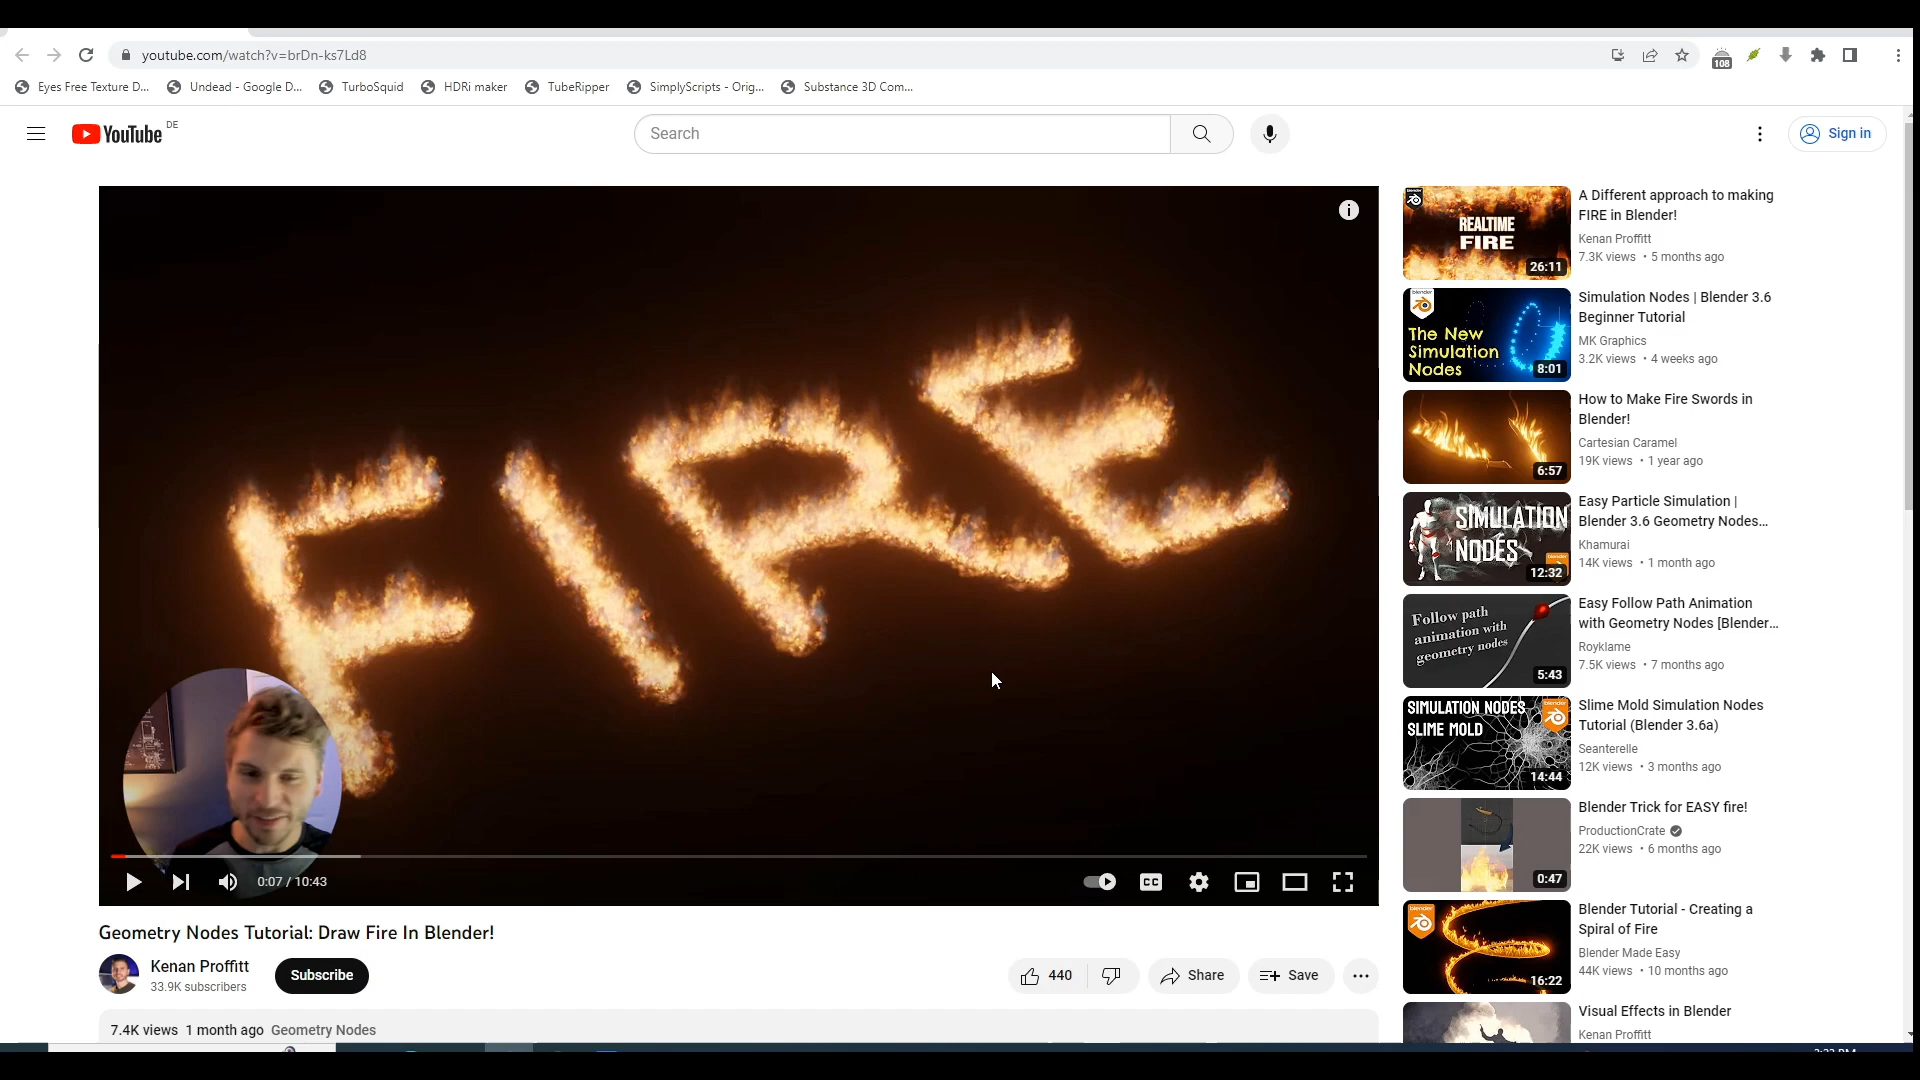 youtube.com/watch?v=brDn-ks7Ld8
108
Eyes Free Texture D...
Undead - Google D...
TurboSquid
HDRi maker
TubeRipper
SimplyScripts - Orig...
Substance 3D Com...
YouTube DE
Search
Sign in
FIRE
0:07 / 10:43
CC
Geometry Nodes Tutorial: Draw Fire In Blender!
Kenan Proffitt
33.9K subscribers
Subscribe
440
Share
Save
7.4K views 1 month ago Geometry Nodes
REALTIME
FIRE
26:11
A Different approach to making
FIRE in Blender!
Kenan Proffitt
7.3K views • 5 months ago
blender
The New
Simulation
Nodes
8:01
Simulation Nodes | Blender 3.6
Beginner Tutorial
MK Graphics
3.2K views • 4 weeks ago
6:57
How to Make Fire Swords in
Blender!
Cartesian Caramel
19K views • 1 year ago
SIMULATION
NODES
blender
12:32
Easy Particle Simulation |
Blender 3.6 Geometry Nodes...
Khamurai
14K views • 1 month ago
Follow path
animation with
geometry nodes
5:43
Easy Follow Path Animation
with Geometry Nodes [Blender...
Royklame
7.5K views • 7 months ago
SIMULATION NODES
SLIME MOLD
blender
14:44
Slime Mold Simulation Nodes
Tutorial (Blender 3.6a)
Seanterelle
12K views • 3 months ago
0:47
Blender Trick for EASY fire!
ProductionCrate
22K views • 6 months ago
blender
16:22
Blender Tutorial - Creating a
Spiral of Fire
Blender Made Easy
44K views • 10 months ago
Visual Effects in Blender
Kenan Proffitt